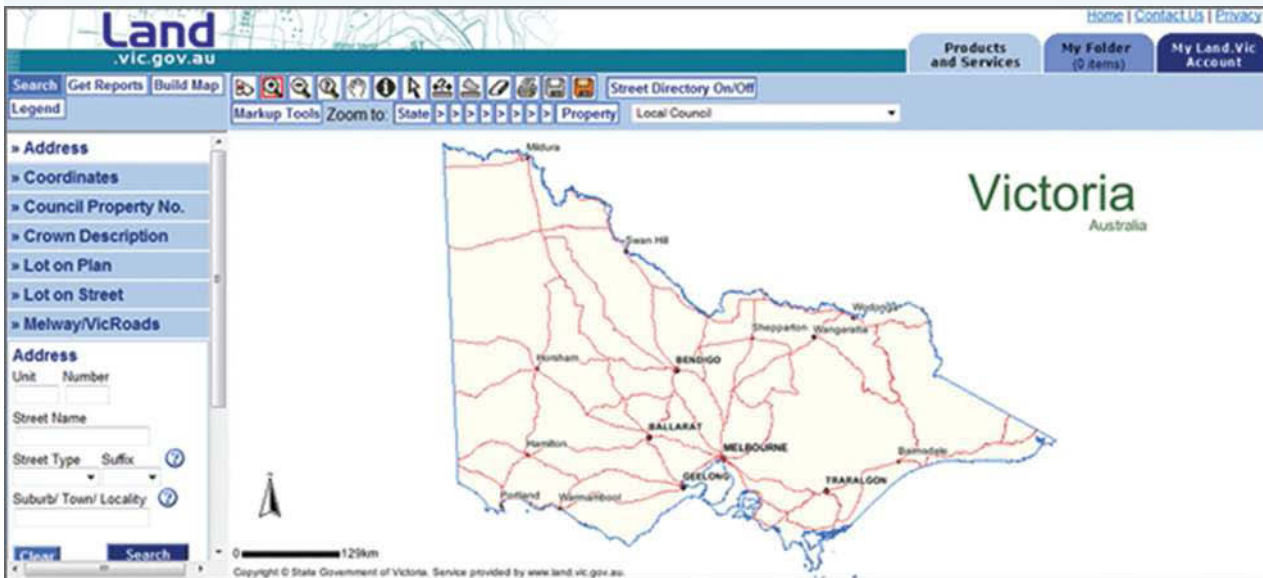 Land
.vic.gov.au
Home | Contact Us | Privacy
Products and Services
My Folder (0 items)
My Land.Vic Account
Search Get Reports Build Map
Legend
Street Directory On/Off
Markup Tools Zoom to: State > > > > > > > > Property Local Council
» Address
» Coordinates
» Council Property No.
» Crown Description
» Lot on Plan
» Lot on Street
» Melway/VicRoads
Address
Unit Number
Street Name
Street Type Suffix
Suburb/ Town/ Locality
Clear Search
Victoria
Australia
Mildura
Swan Hill
Wodonga
Shepparton Wangaratta
Horsham
BENDIGO
BALLARAT
Hamilton
MELBOURNE
Bairnsdale
GEELONG
TRARALGON
Portland
Warrnambool
0 129km
Copyright © State Government of Victoria. Service provided by www.land.vic.gov.au.